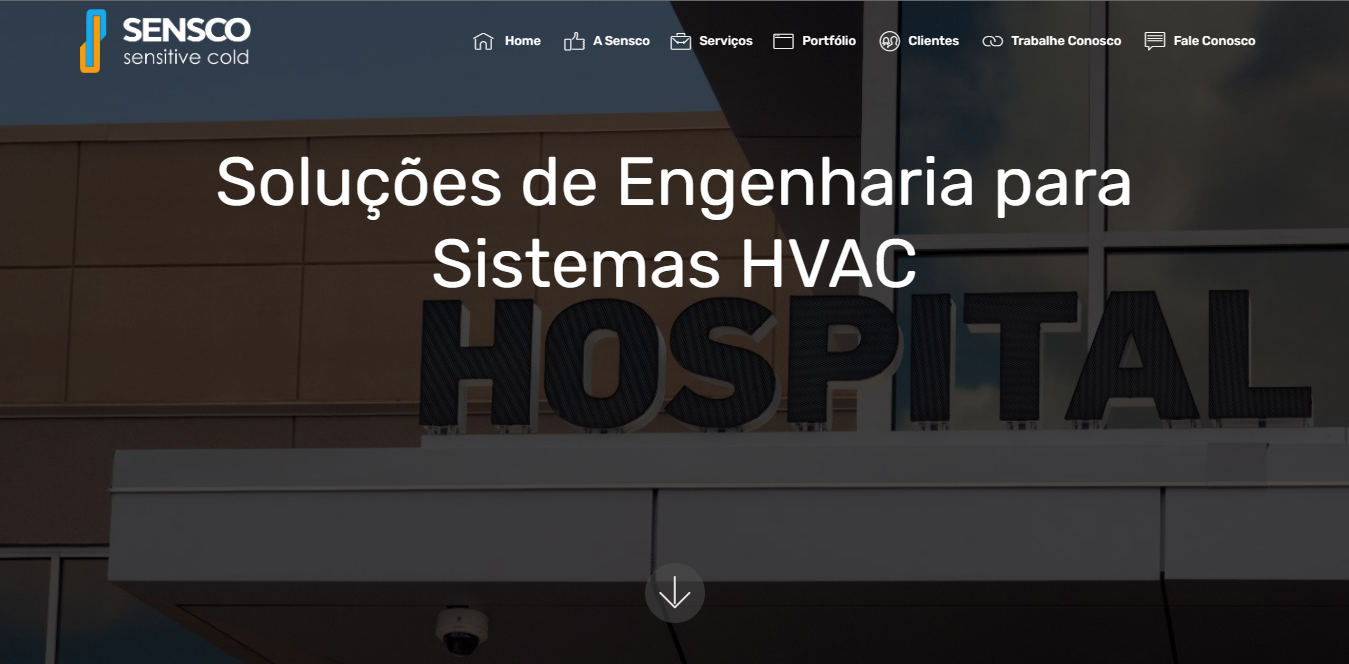 SENSCO
sensitive cold
Home
A Sensco
Serviços
Portfólio
Clientes
Trabalhe Conosco
Fale Conosco
Soluções de Engenharia para
Sistemas HVAC
HOSPITAL